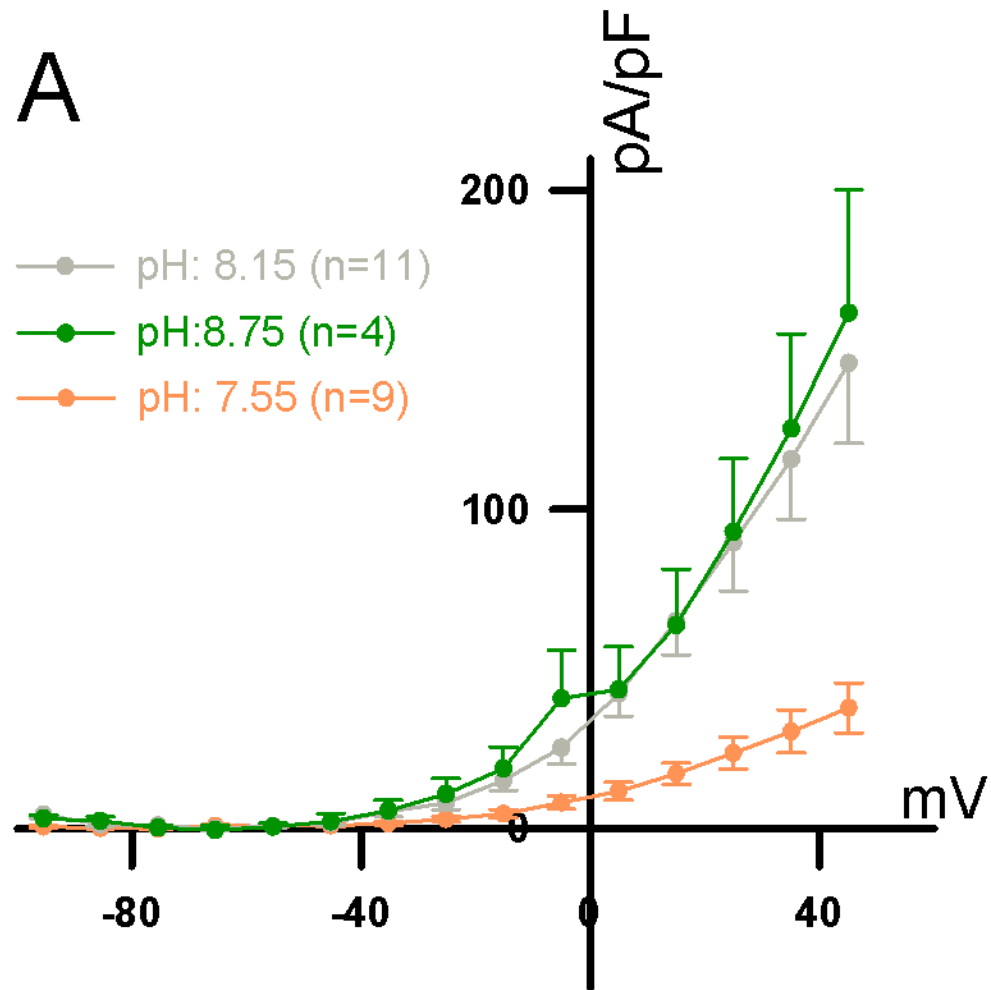 A
pA/pF
200
pH: 8.15 (n=11)
pH:8.75 (n=4)
pH: 7.55 (n=9)
100
mV
0
-80
-40
0
40